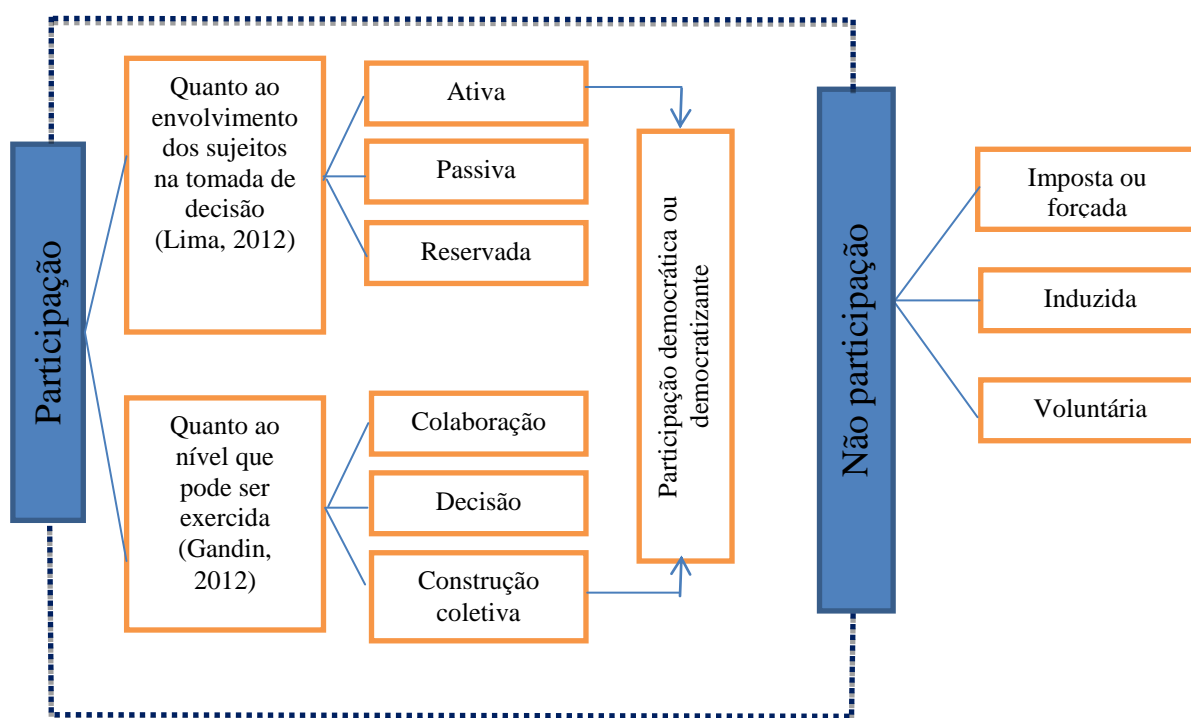 Participação
Quanto ao
envolvimento
dos sujeitos
na tomada de
decisão
(Lima, 2012)
Ativa
Passiva
Reservada
Quanto ao
nível que
pode ser
exercida
(Gandin,
2012)
Colaboração
Decisão
Construção
coletiva
Participação democrática ou
democratizante
Não participação
Imposta ou
forçada
Induzida
Voluntária